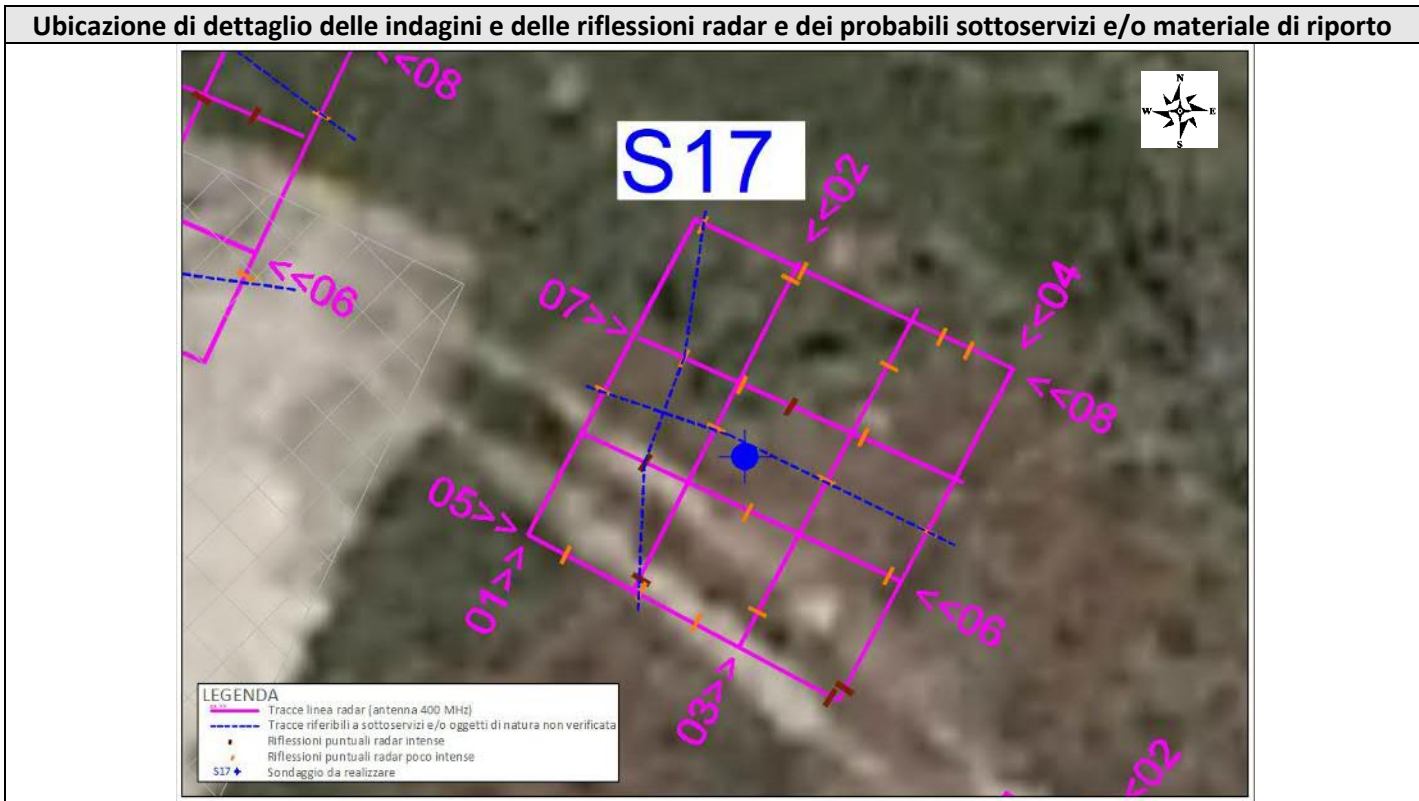 Ubicazione di dettaglio delle indagini e delle riflessioni radar e dei probabili sottoservizi e/o materiale di riporto
<<08
N
W E
S
S17
<<02
<<06
<<04
07>>
<<08
05>>
01>>
<<06
03>>
<02
LEGENDA
Tracce linea radar (antenna 400 MHz)
Tracce riferibili a sottoservizi e/o oggetti di natura non verificata
Riflessioni puntuali radar intense
Riflessioni puntuali radar poco intense
S17 Sondaggio da realizzare